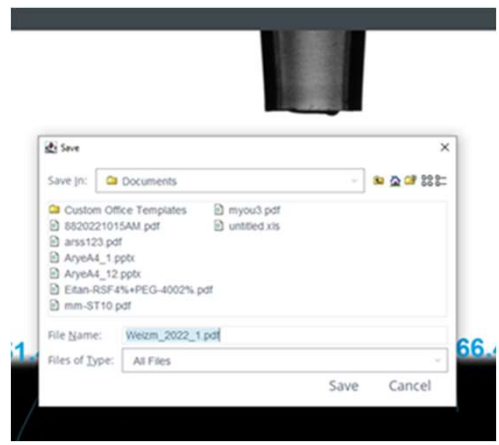 Save
Save In: Documents
Custom Office Templates
8820221015AM.pdf
arss123.pdf
AryeA4_1.pptx
AryeA4_12.pptx
Eitan-RSF4%+PEG-4002%.pdf
mm-ST10.pdf
myou3.pdf
untitled.xls
File Name: Weizm_2022_1.pdf
Files of Type: All Files
Save Cancel
66.